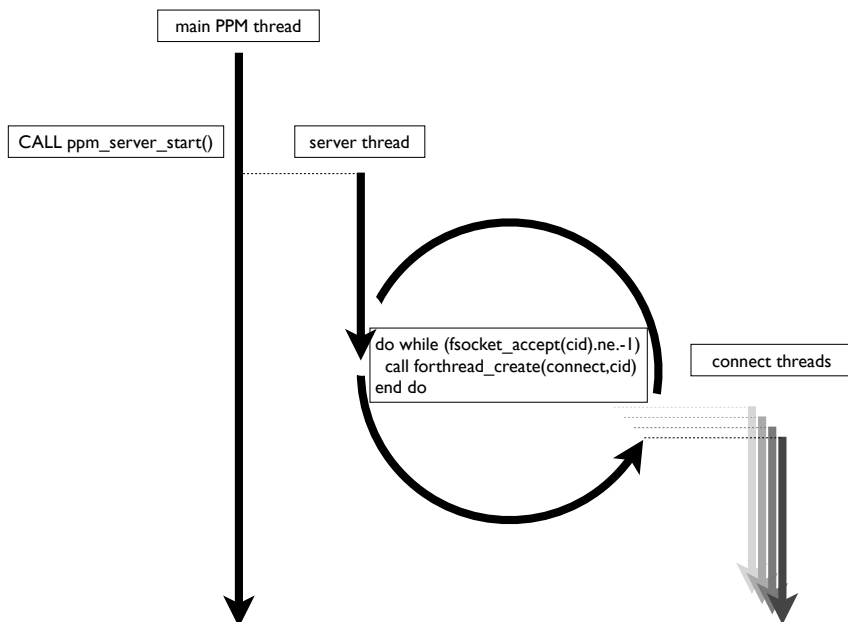 main PPM thread
CALL ppm_server_start()
server thread
do while (fsocket_accept(cid).ne.-1)
call forthread_create(connect,cid)
end do
connect threads